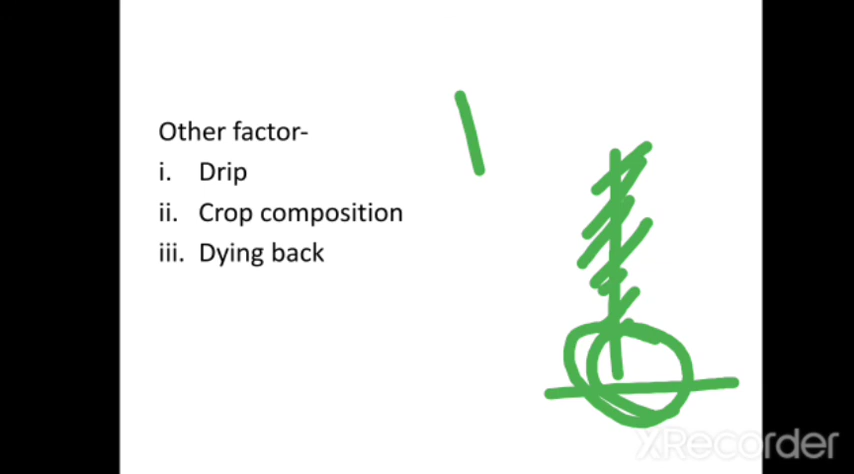 Other factor-
i. Drip
ii. Crop composition
iii. Dying back
XRecorder